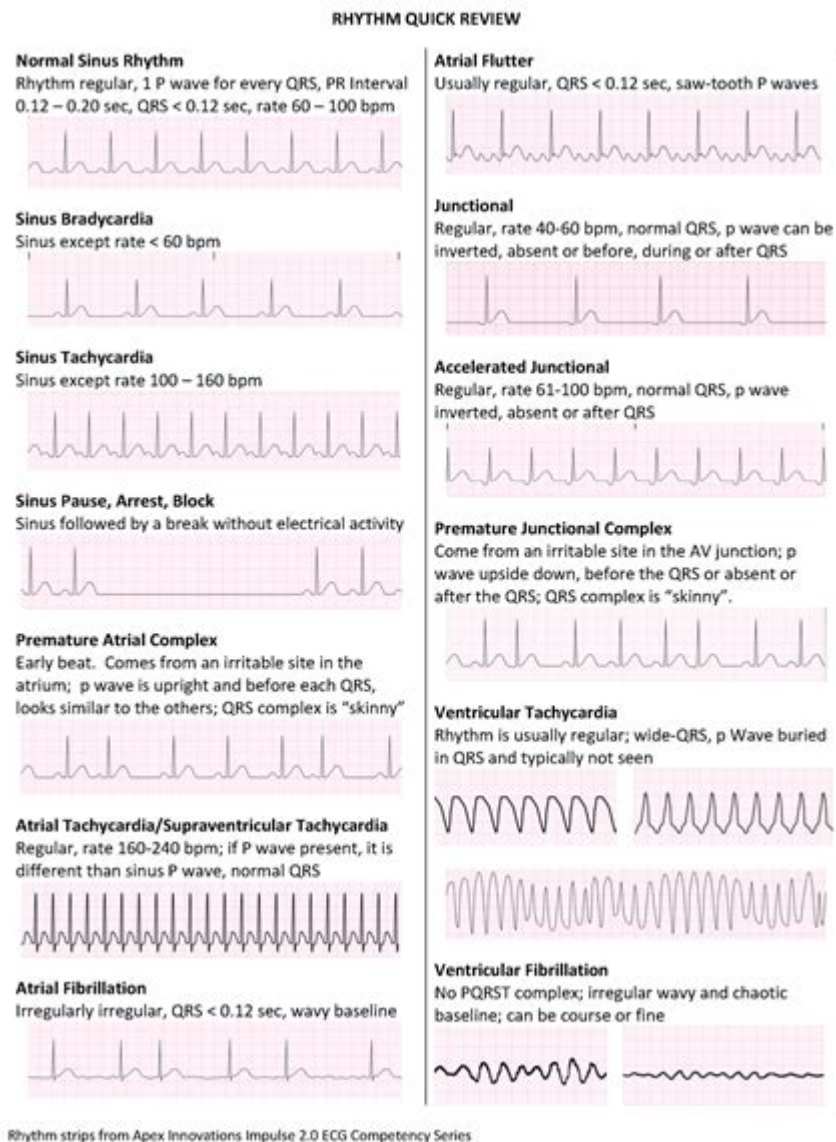 RHYTHM QUICK REVIEW
Normal Sinus Rhythm
Rhythm regular, 1 P wave for every QRS, PR Interval
0.12 – 0.20 sec, QRS < 0.12 sec, rate 60 – 100 bpm
Sinus Bradycardia
Sinus except rate < 60 bpm
Sinus Tachycardia
Sinus except rate 100 – 160 bpm
Sinus Pause, Arrest, Block
Sinus followed by a break without electrical activity
Premature Atrial Complex
Early beat. Comes from an irritable site in the
atrium; p wave is upright and before each QRS,
looks similar to the others; QRS complex is “skinny”
Atrial Tachycardia/Supraventricular Tachycardia
Regular, rate 160-240 bpm; if P wave present, it is
different than sinus P wave, normal QRS
Atrial Fibrillation
Irregularly irregular, QRS < 0.12 sec, wavy baseline
Atrial Flutter
Usually regular, QRS < 0.12 sec, saw-tooth P waves
Junctional
Regular, rate 40-60 bpm, normal QRS, p wave can be
inverted, absent or before, during or after QRS
Accelerated Junctional
Regular, rate 61-100 bpm, normal QRS, p wave
inverted, absent or after QRS
Premature Junctional Complex
Come from an irritable site in the AV junction; p
wave upside down, before the QRS or absent or
after the QRS; QRS complex is “skinny”.
Ventricular Tachycardia
Rhythm is usually regular; wide-QRS, p Wave buried
in QRS and typically not seen
Ventricular Fibrillation
No PQRST complex; irregular wavy and chaotic
baseline; can be course or fine
Rhythm strips from Apex Innovations Impulse 2.0 ECG Competency Series